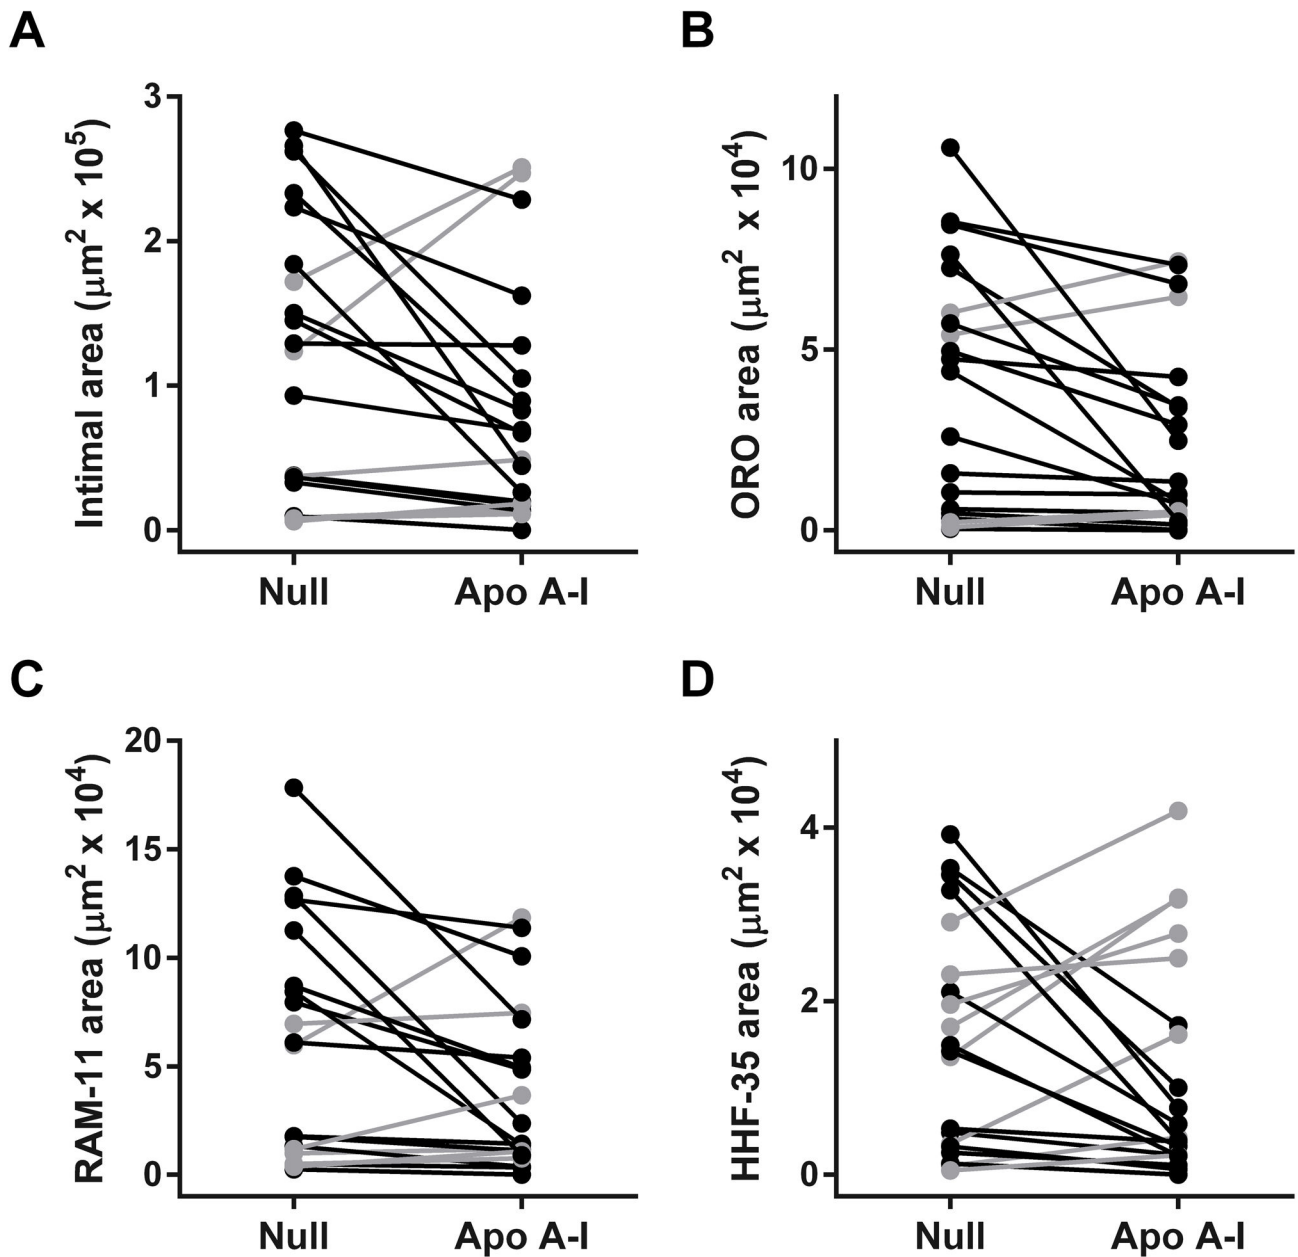 A
Intimal area (μm² x 10⁵)
3
2
1
0
Null
Apo A-I
B
ORO area (μm² x 10⁴)
10
5
0
Null
Apo A-I
C
RAM-11 area (μm² x 10⁴)
20
15
10
5
0
Null
Apo A-I
D
HHF-35 area (μm² x 10⁴)
4
2
0
Null
Apo A-I